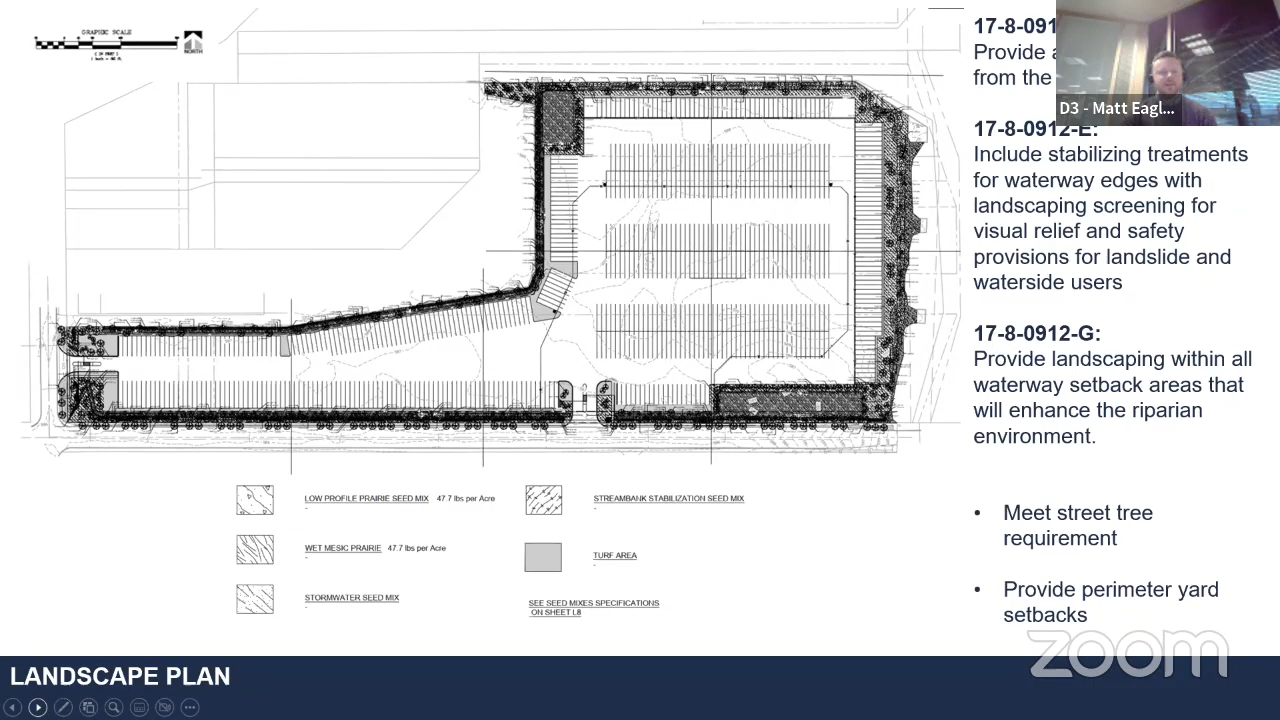 GRAPHIC SCALE
( IN FEET )
NORTH
17-8-091
Provide
from the
D3 - Matt Eagl...
17-8-0912-E:
Include stabilizing treatments
for waterway edges with
landscaping screening for
visual relief and safety
provisions for landslide and
waterside users
17-8-0912-G:
Provide landscaping within all
waterway setback areas that
will enhance the riparian
environment.
• Meet street tree
requirement
• Provide perimeter yard
setbacks
LOW PROFILE PRAIRIE SEED MIX 47.7 lbs per Acre
WET MESIC PRAIRIE 47.7 lbs per Acre
STORMWATER SEED MIX
STREAMBANK STABILIZATION SEED MIX
TURF AREA
SEE SEED MIXES SPECIFICATIONS
ON SHEET L8
zoom
LANDSCAPE PLAN